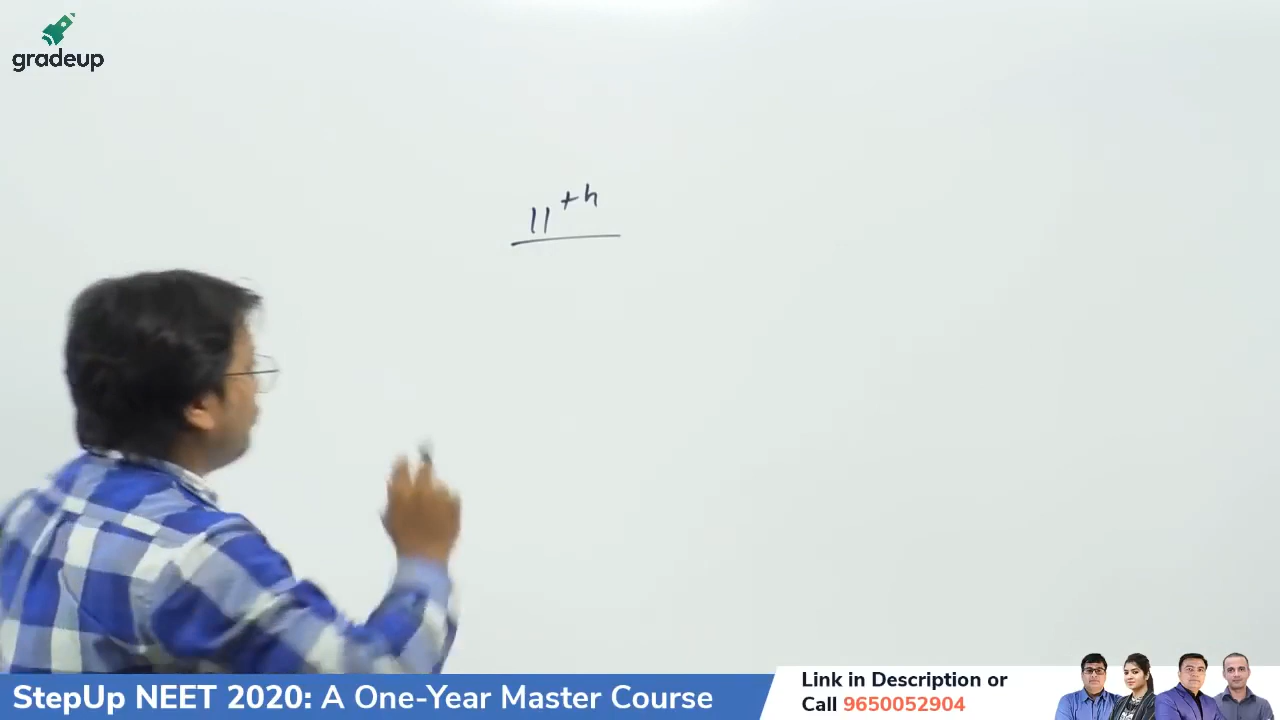 gradeup
11th
StepUp NEET 2020: A One-Year Master Course
Link in Description or
Call 9650052904